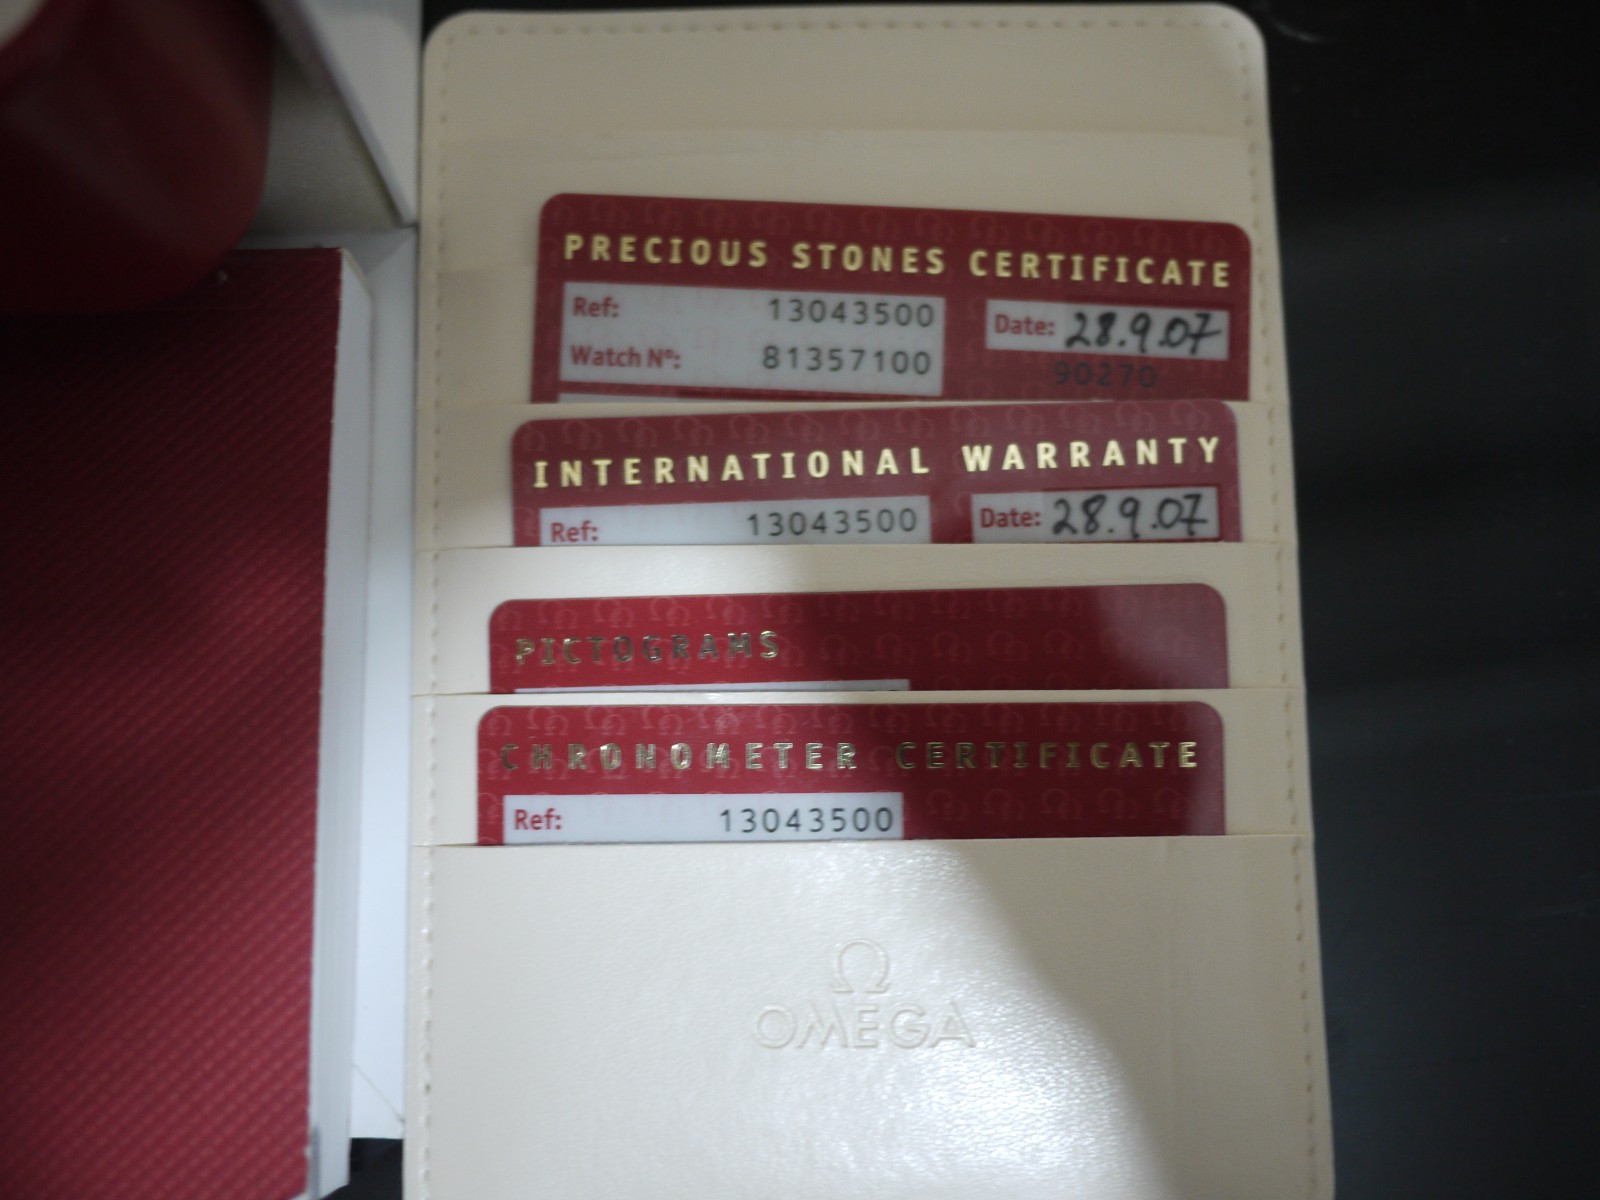 PRECIOUS STONES CERTIFICATE
Ref: 13043500 Date: 28.9.07
Watch Nº: 81357100
90270
INTERNATIONAL WARRANTY
Ref: 13043500 Date: 28.9.07
PICTOGRAMS
CHRONOMETER CERTIFICATE
Ref: 13043500
Ω
OMEGA